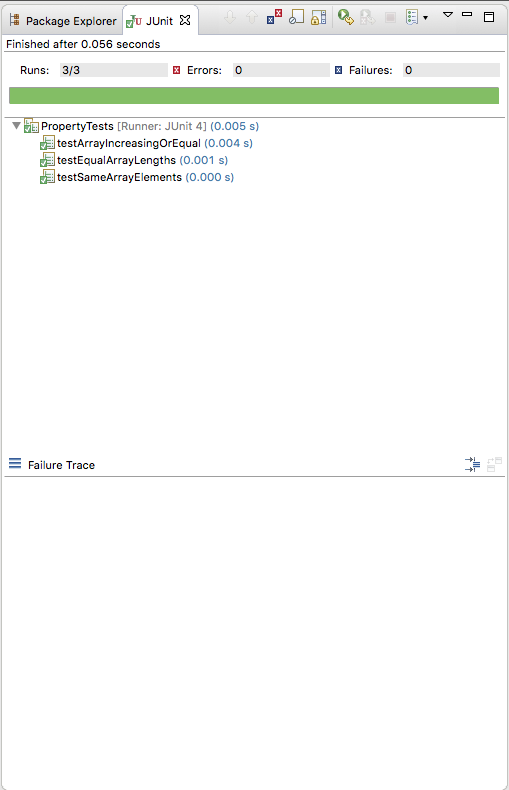 Package Explorer JUnit
Finished after 0.056 seconds
Runs: 3/3 Errors: 0 Failures: 0
PropertyTests [Runner: JUnit 4] (0.005 s)
testArrayIncreasingOrEqual (0.004 s)
testEqualArrayLengths (0.001 s)
testSameArrayElements (0.000 s)
Failure Trace